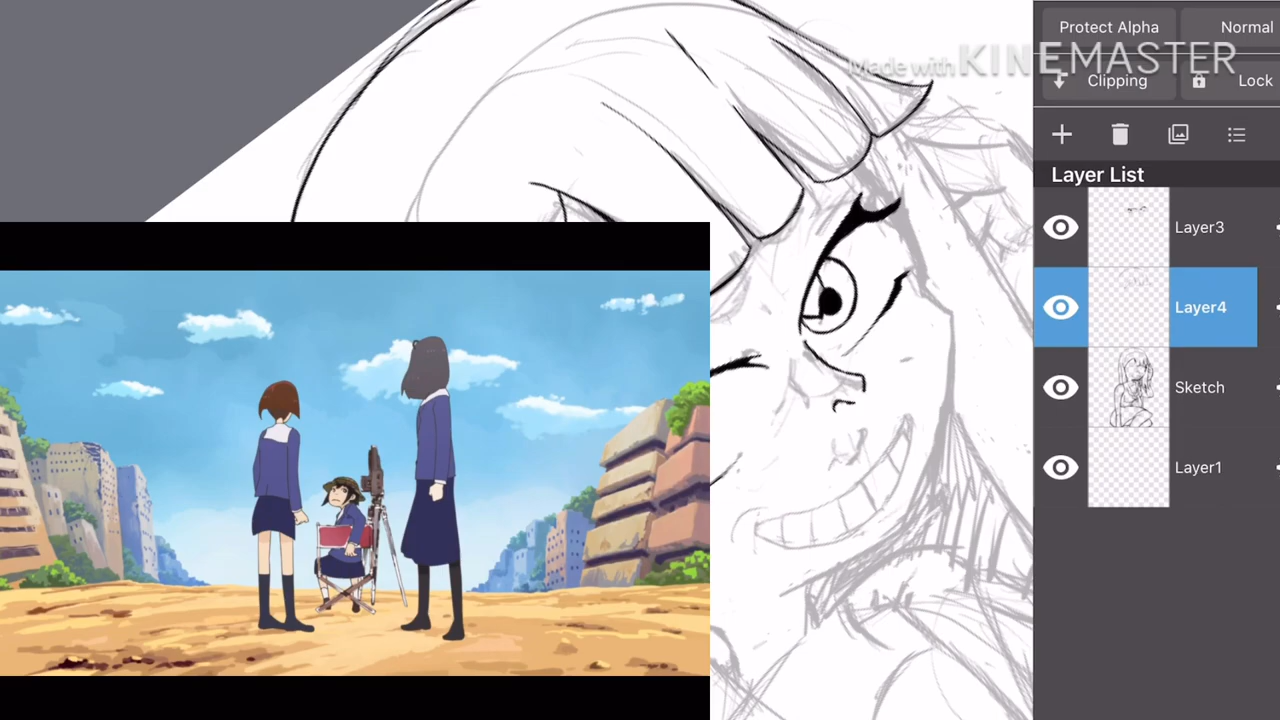 Protect Alpha
Normal
Made with KINEMASTER
Clipping
Lock
Layer List
Layer3
Layer4
Sketch
Layer1